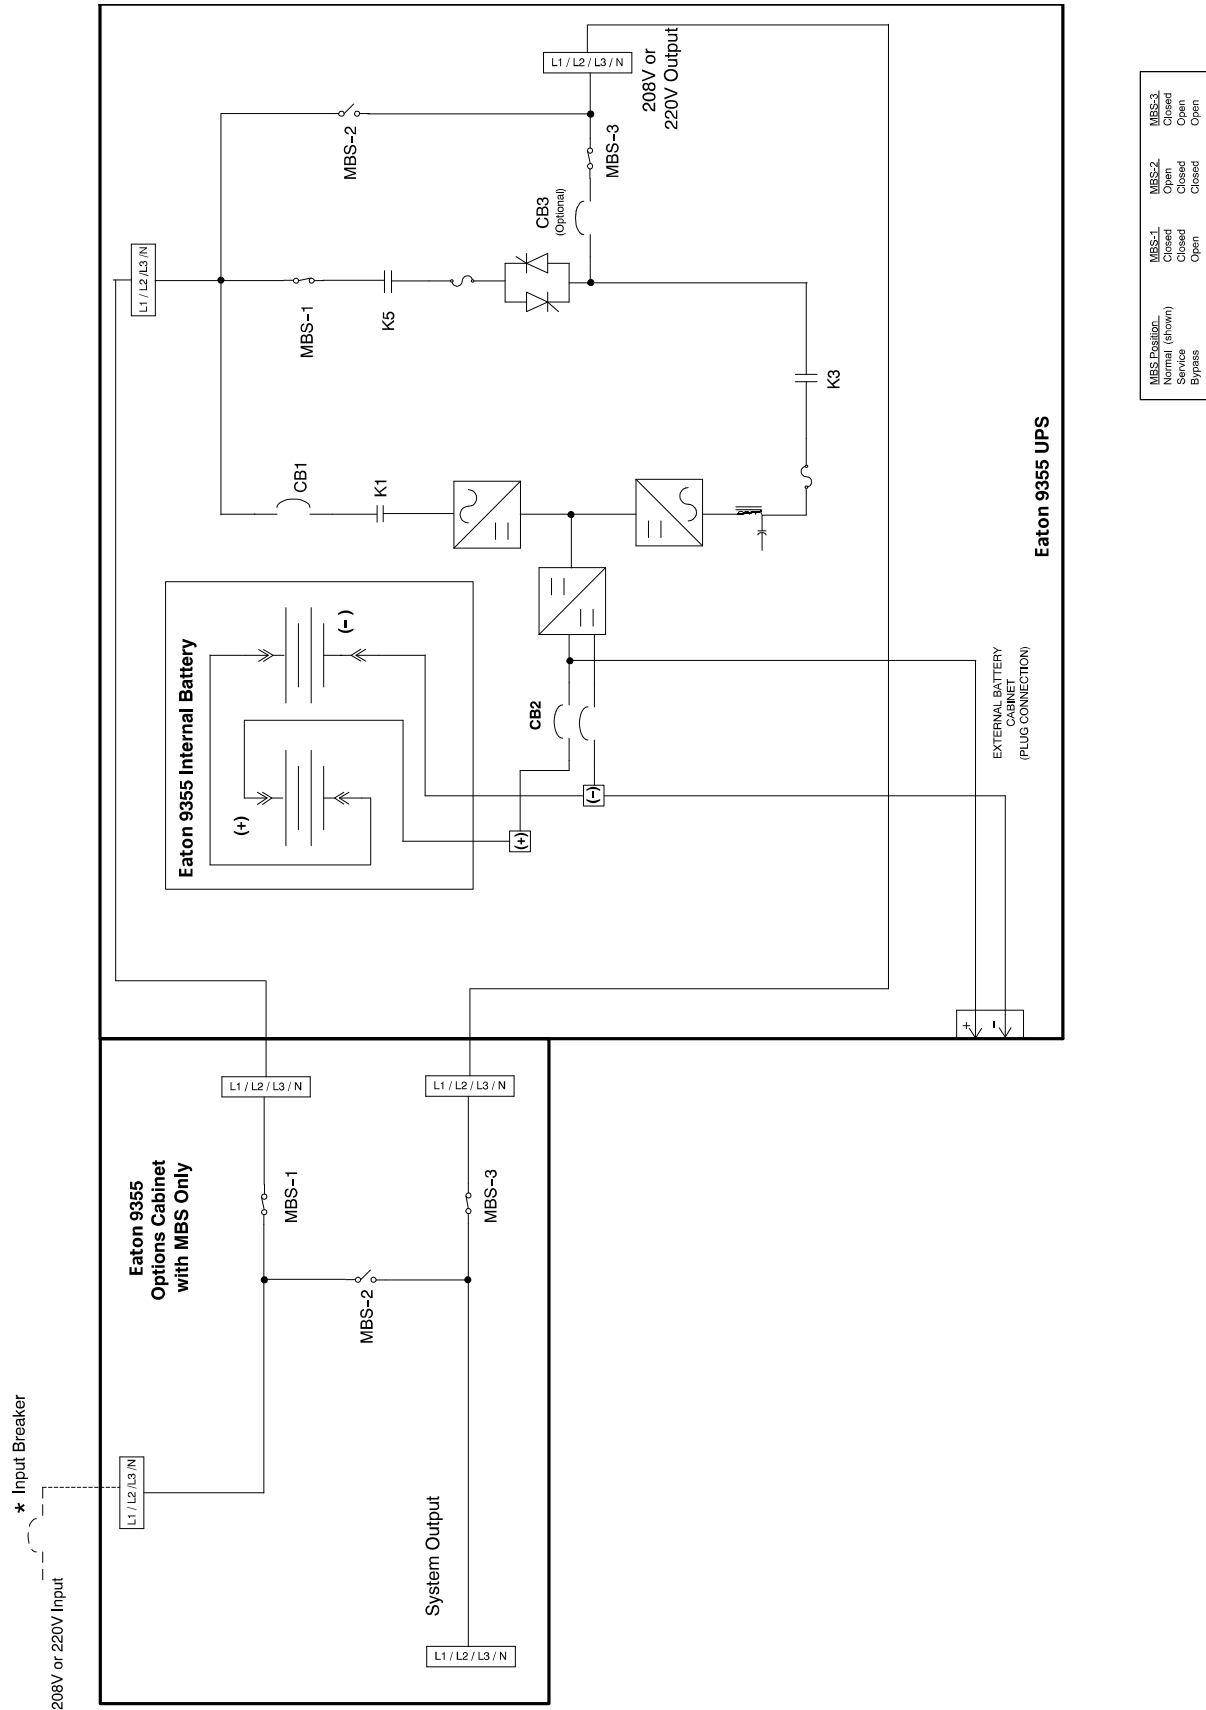 208V or 220V Input
* Input Breaker
L1 / L2 /L3 /N
Eaton 9355
Options Cabinet
with MBS Only
System Output
L1 / L2 / L3 / N
MBS-2
MBS-1
MBS-3
L1 / L2 / L3 / N
L1 / L2 / L3 / N
Eaton 9355 Internal Battery
(+)
(-)
(+)
(-)
CB2
EXTERNAL BATTERY
CABINET
(PLUG CONNECTION)
+
-
CB1
K1
L1 / L2 /L3 /N
MBS-1
K5
K3
MBS-2
CB3
(Optional)
MBS-3
L1 / L2 / L3 / N
208V or
220V Output
Eaton 9355 UPS
MBS Position MBS-1 MBS-2 MBS-3
Normal (shown) Closed Open Closed
Service Closed Closed Open
Bypass Open Closed Open